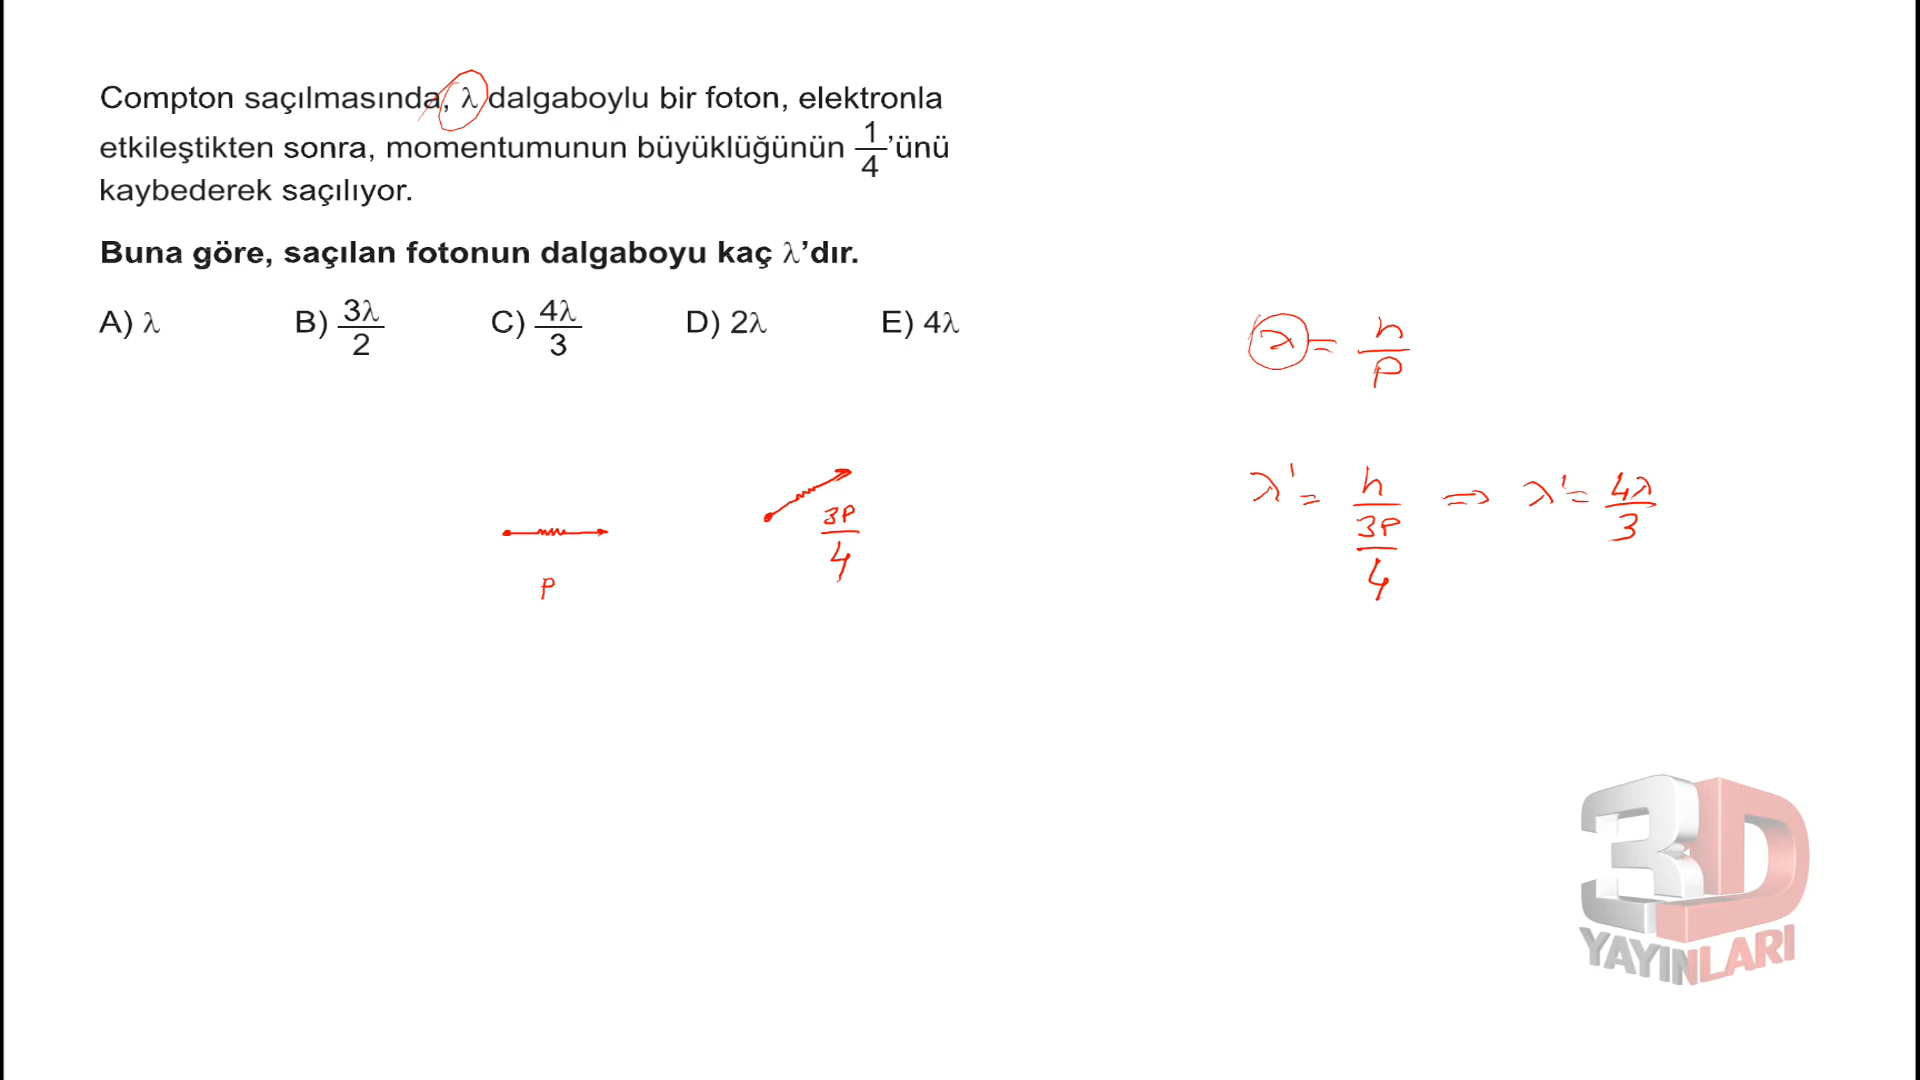 Compton saçılmasında, λ dalgaboylu bir foton, elektronla
etkileştikten sonra, momentumunun büyüklüğünün 1/4'ünü
kaybederek saçılıyor.
Buna göre, saçılan fotonun dalgaboyu kaç λ'dır.
A) λ B) 3λ/2 C) 4λ/3 D) 2λ E) 4λ
λ = h/P
λ' = h/(3P/4) ⇒ λ' = 4λ/3
3P/4
P
3D
YAYINLARI